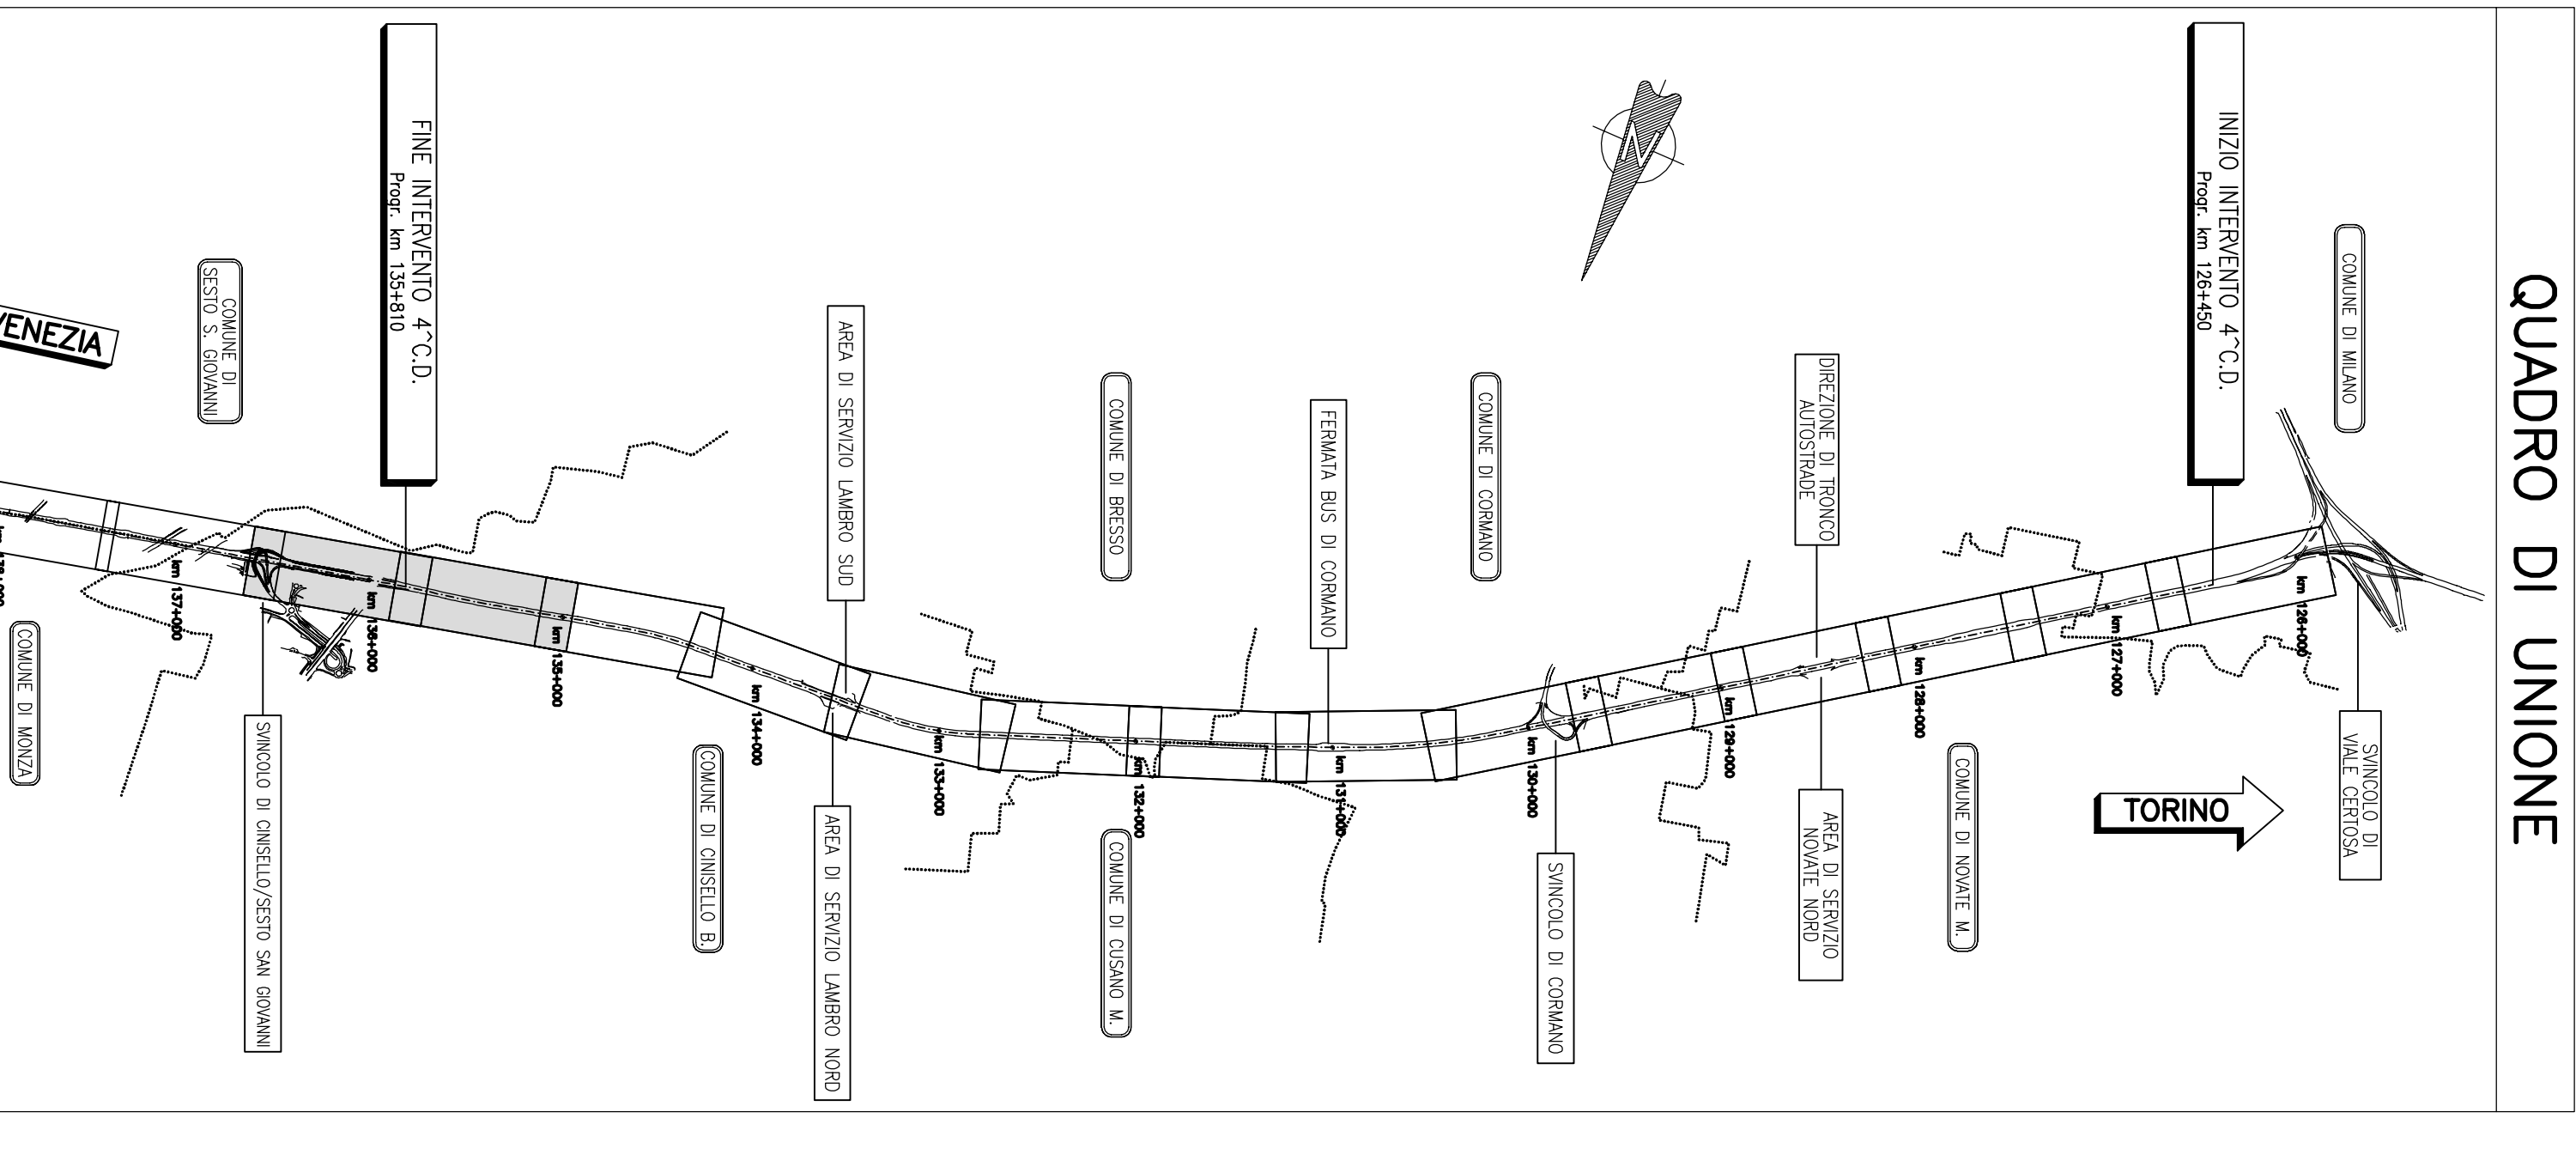 QUADRO DI UNIONE
COMUNE DI MILANO
SVINCOLO DI
VIALE CERTOSA
INIZIO INTERVENTO 4^C.D.
Progr. km 126+450
TORINO
km 126+000
km 127+000
COMUNE DI NOVATE M.
km 128+000
DIREZIONE DI TRONCO
AUTOSTRADE
AREA DI SERVIZIO
NOVATE NORD
km 129+000
N
SVINCOLO DI CORMANO
km 130+000
COMUNE DI CORMANO
FERMATA BUS DI CORMANO
km 131+000
COMUNE DI BRESSO
COMUNE DI CUSANO M.
km 132+000
km 133+000
AREA DI SERVIZIO LAMBRO SUD
AREA DI SERVIZIO LAMBRO NORD
km 134+000
COMUNE DI CINISELLO B.
km 135+000
FINE INTERVENTO 4^C.D.
Progr. km 135+810
km 136+000
SVINCOLO DI CINISELLO/SESTO SAN GIOVANNI
COMUNE DI
SESTO S. GIOVANNI
km 137+000
VENEZIA
COMUNE DI MONZA